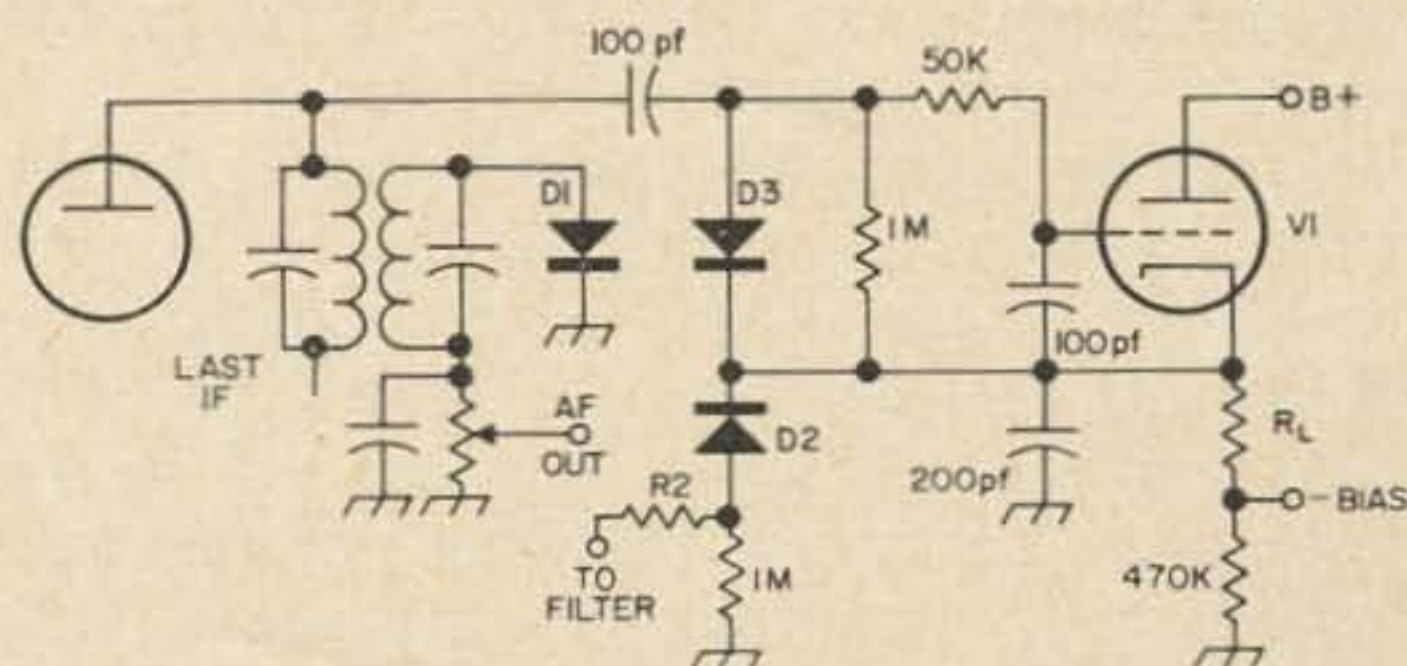 100 pf
50K
B+
D1
D3
1M
V1
LAST
IF
AF
OUT
100pf
D2
RL
200pf
R2
-BIAS
TO
FILTER
1M
470K